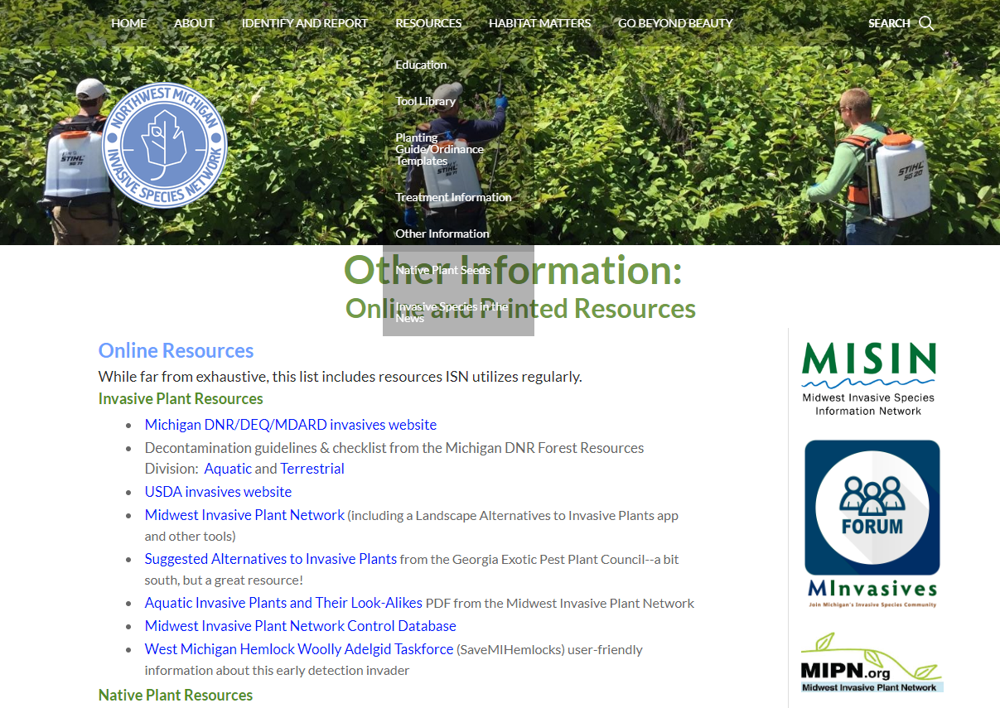 HOME ABOUT IDENTIFY AND REPORT RESOURCES HABITAT MATTERS GO BEYOND BEAUTY SEARCH
Education
Tool Library
Planting
Guide/Ordinance
Templates
Treatment Information
Other Information
Native Plant Seeds
Invasive Species in the
News
NORTHWEST MICHIGAN
INVASIVE SPECIES NETWORK
STIHL
SG 20
Other Information:
Online and Printed Resources
Online Resources
While far from exhaustive, this list includes resources ISN utilizes regularly.
Invasive Plant Resources
Michigan DNR/DEQ/MDARD invasives website
Decontamination guidelines & checklist from the Michigan DNR Forest Resources
Division: Aquatic and Terrestrial
USDA invasives website
Midwest Invasive Plant Network (including a Landscape Alternatives to Invasive Plants app
and other tools)
Suggested Alternatives to Invasive Plants from the Georgia Exotic Pest Plant Council--a bit
south, but a great resource!
Aquatic Invasive Plants and Their Look-Alikes PDF from the Midwest Invasive Plant Network
Midwest Invasive Plant Network Control Database
West Michigan Hemlock Woolly Adelgid Taskforce (SaveMIHemlocks) user-friendly
information about this early detection invader
Native Plant Resources
MISIN
Midwest Invasive Species
Information Network
FORUM
MInvasives
Join Michigan's Invasive Species Community
MIPN.org
Midwest Invasive Plant Network